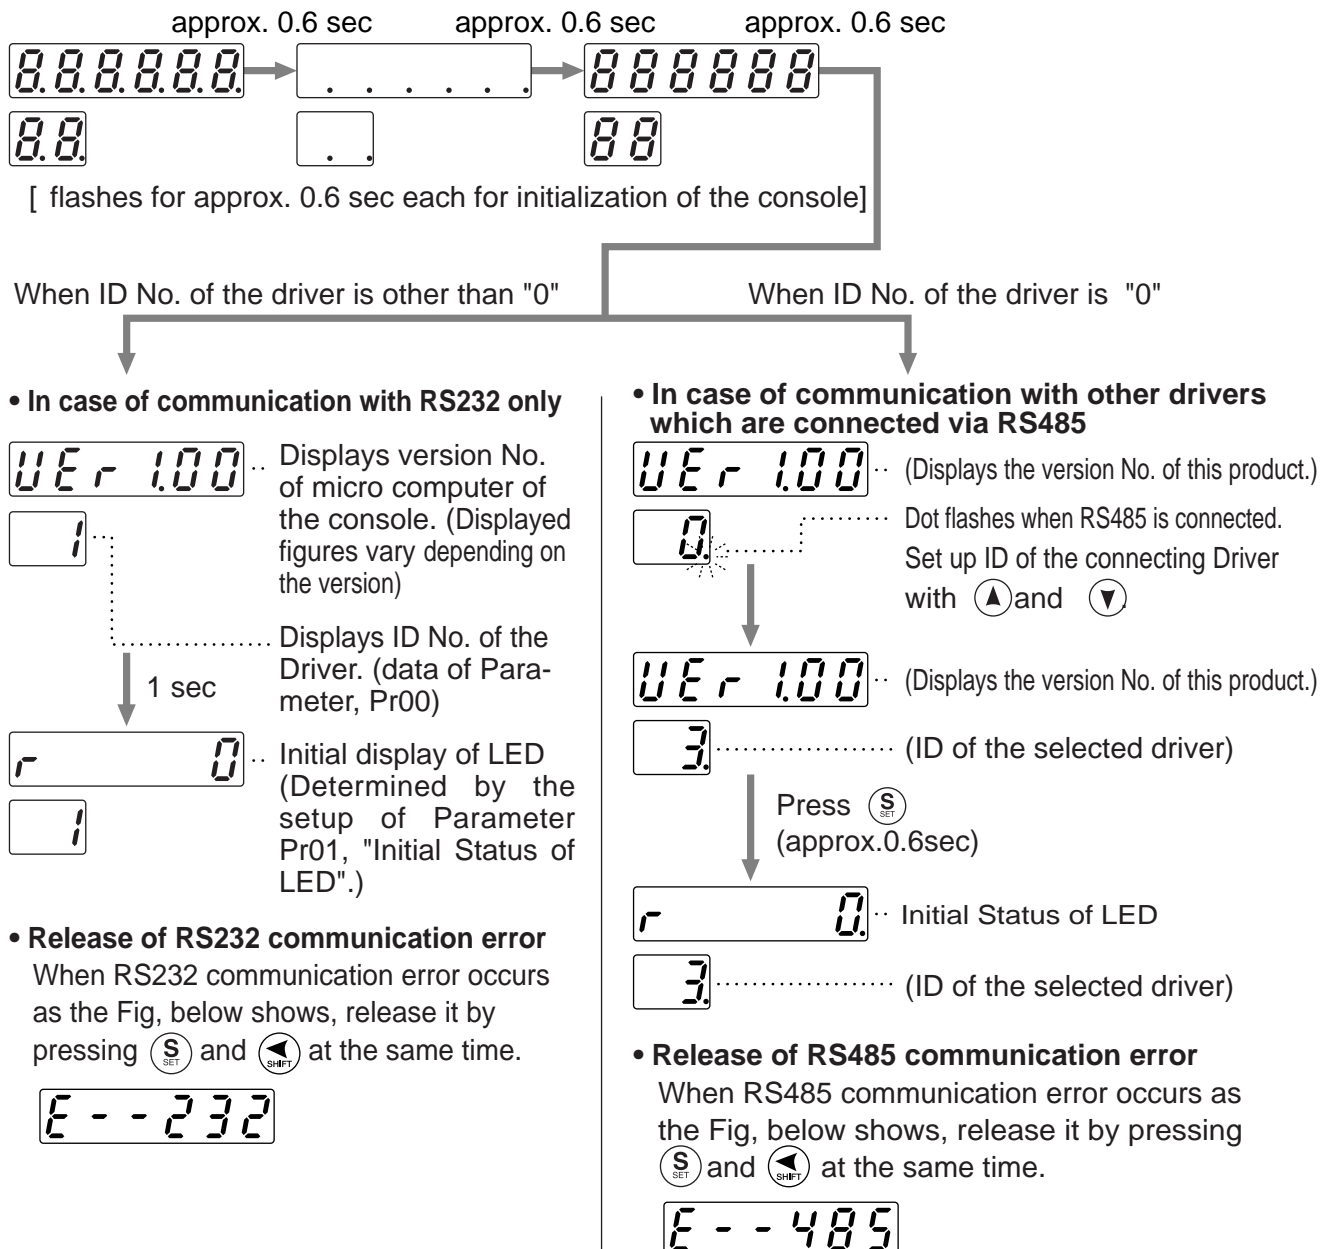 approx. 0.6 sec approx. 0.6 sec approx. 0.6 sec
8.8.8.8.8.8. . . . . . . 888888
8.8. . . 88
[ flashes for approx. 0.6 sec each for initialization of the console]
When ID No. of the driver is other than "0"
When ID No. of the driver is "0"
• In case of communication with RS232 only
UEr 1.00
Displays version No.
of micro computer of
the console. (Displayed
figures vary depending on
the version)
1
Displays ID No. of the
Driver. (data of Para-
meter, Pr00)
1 sec
r 0
Initial display of LED
(Determined by the
setup of Parameter
Pr01, "Initial Status of
LED".)
1
• Release of RS232 communication error
When RS232 communication error occurs
as the Fig, below shows, release it by
pressing S SET and SHIFT at the same time.
E--232
• In case of communication with other drivers
which are connected via RS485
UEr 1.00 (Displays the version No. of this product.)
0. Dot flashes when RS485 is connected.
Set up ID of the connecting Driver
with and .
UEr 1.00 (Displays the version No. of this product.)
3. (ID of the selected driver)
Press S SET
(approx.0.6sec)
r 0. Initial Status of LED
3. (ID of the selected driver)
• Release of RS485 communication error
When RS485 communication error occurs as
the Fig, below shows, release it by pressing
S SET and SHIFT at the same time.
E--485